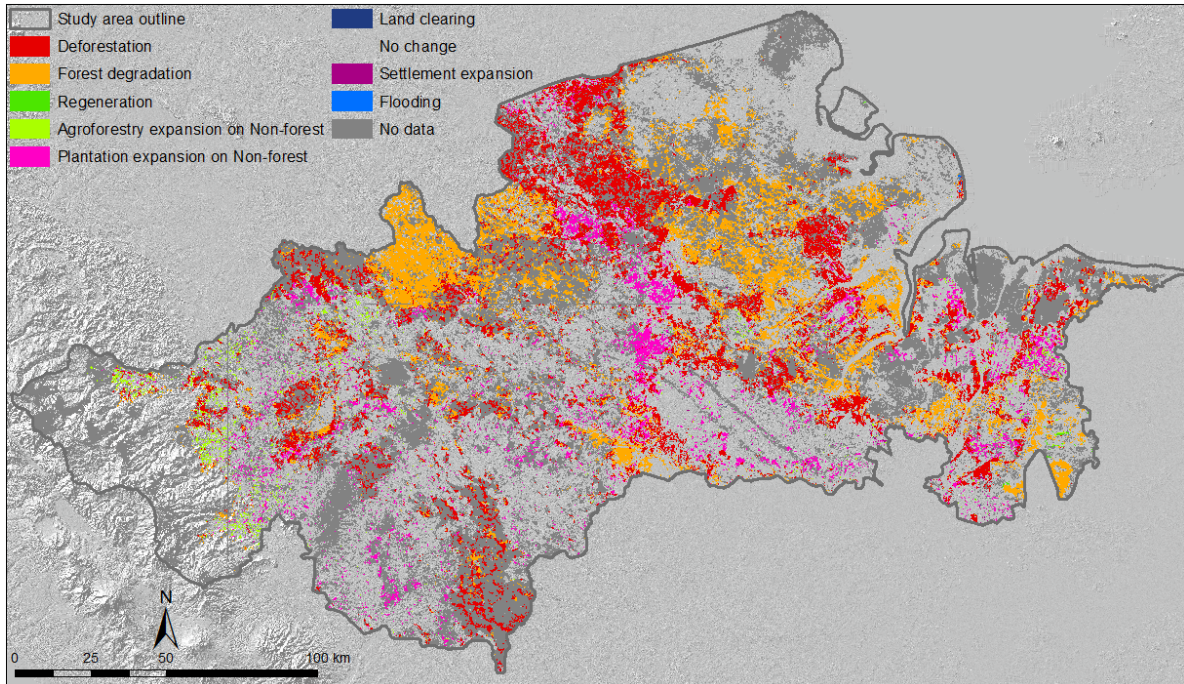 Study area outline
Deforestation
Forest degradation
Regeneration
Agroforestry expansion on Non-forest
Plantation expansion on Non-forest
Land clearing
No change
Settlement expansion
Flooding
No data
N
0 25 50 100 km